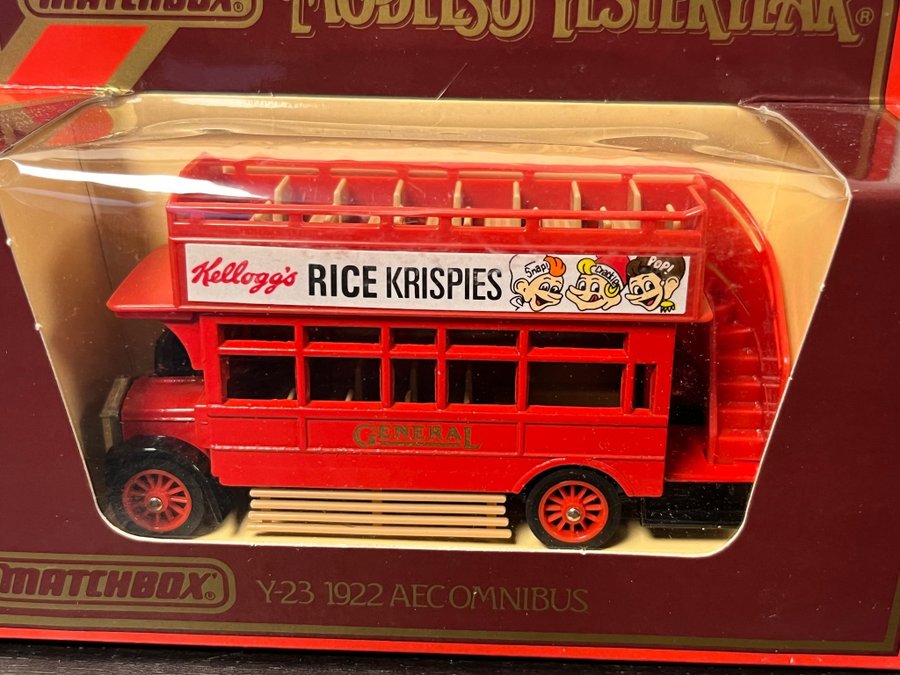 MATCHBOX®
MODELS OF YESTERYEAR®
Kellogg's RICE KRISPIES Snap! Crackle! POP!
GENERAL
MATCHBOX®
Y-23 1922 AEC OMNIBUS